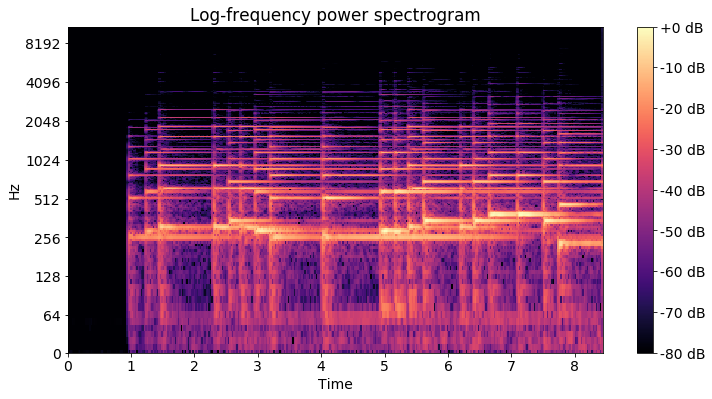 Log-frequency power spectrogram
Hz
8192
4096
2048
1024
512
256
128
64
0
0 1 2 3 4 5 6 7 8
Time
+0 dB
-10 dB
-20 dB
-30 dB
-40 dB
-50 dB
-60 dB
-70 dB
-80 dB